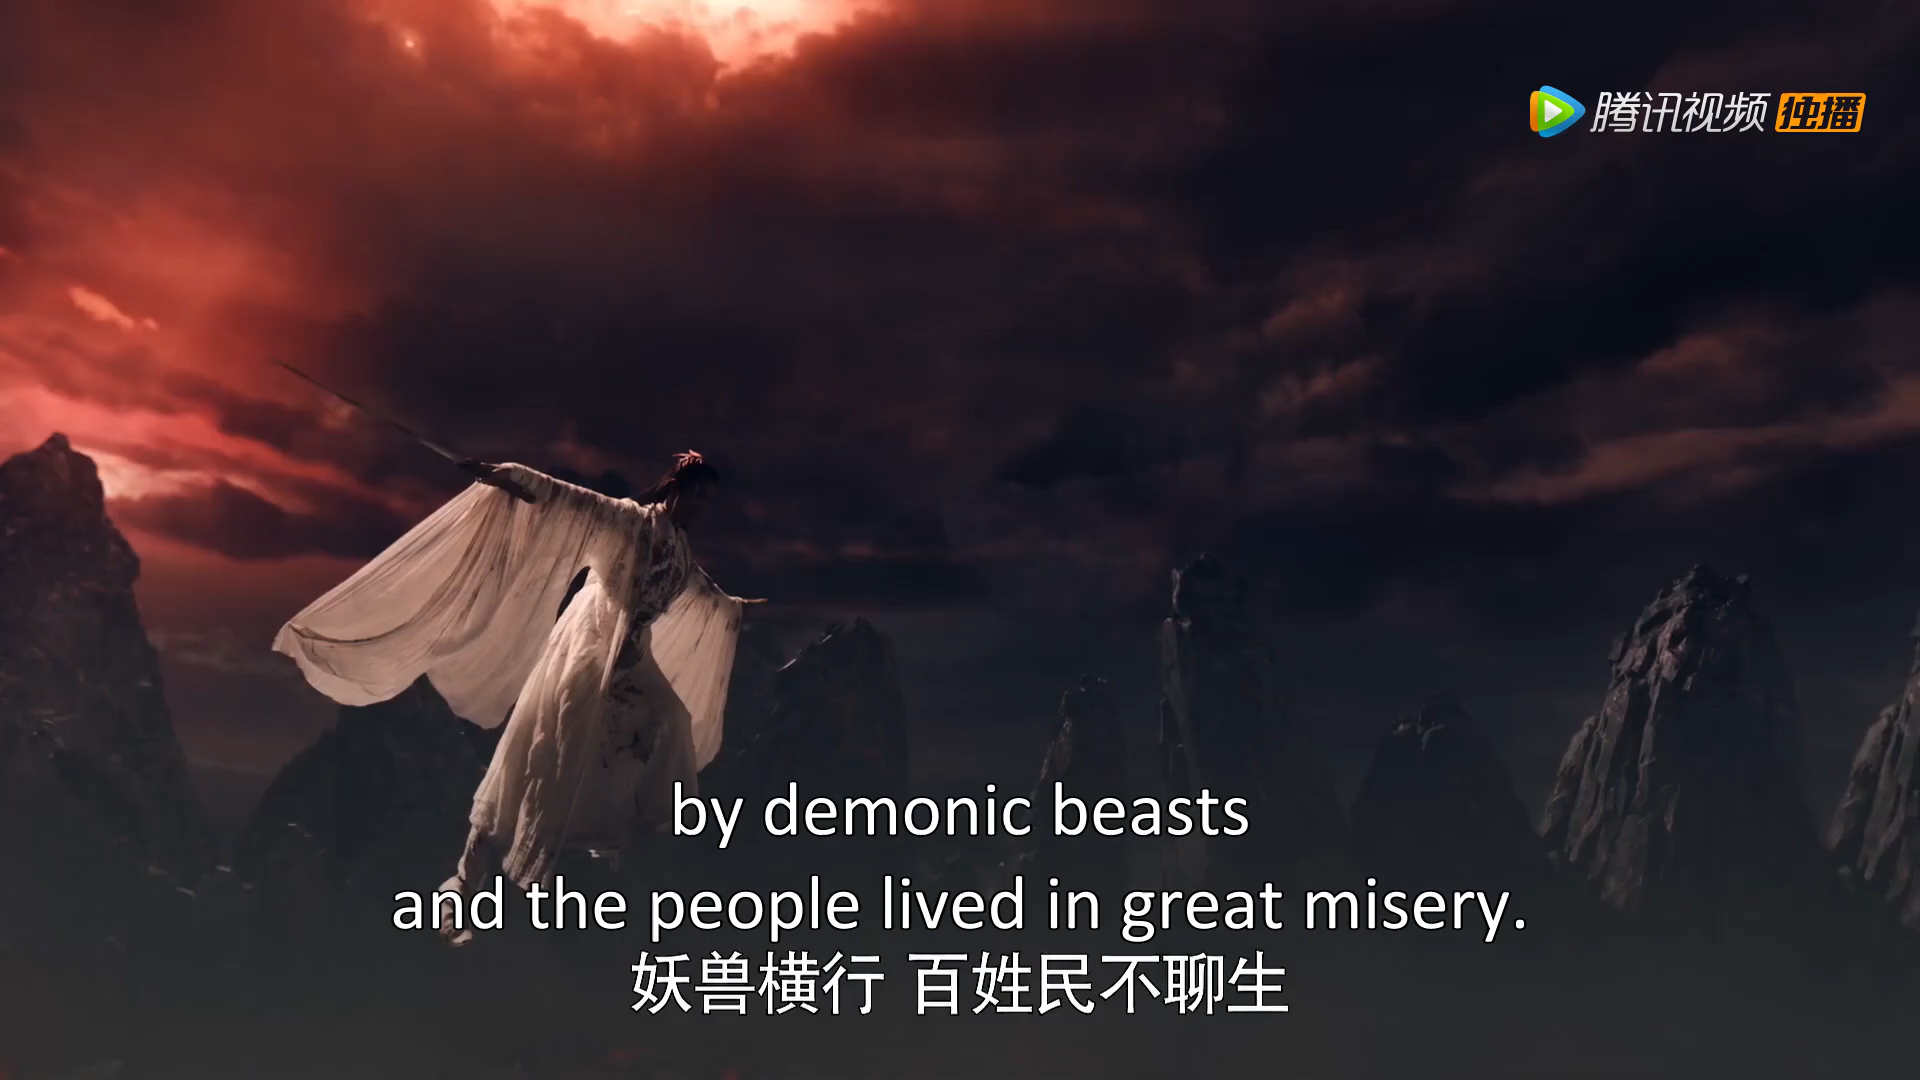 腾讯视频 独播
by demonic beasts
and the people lived in great misery.
妖兽横行 百姓民不聊生